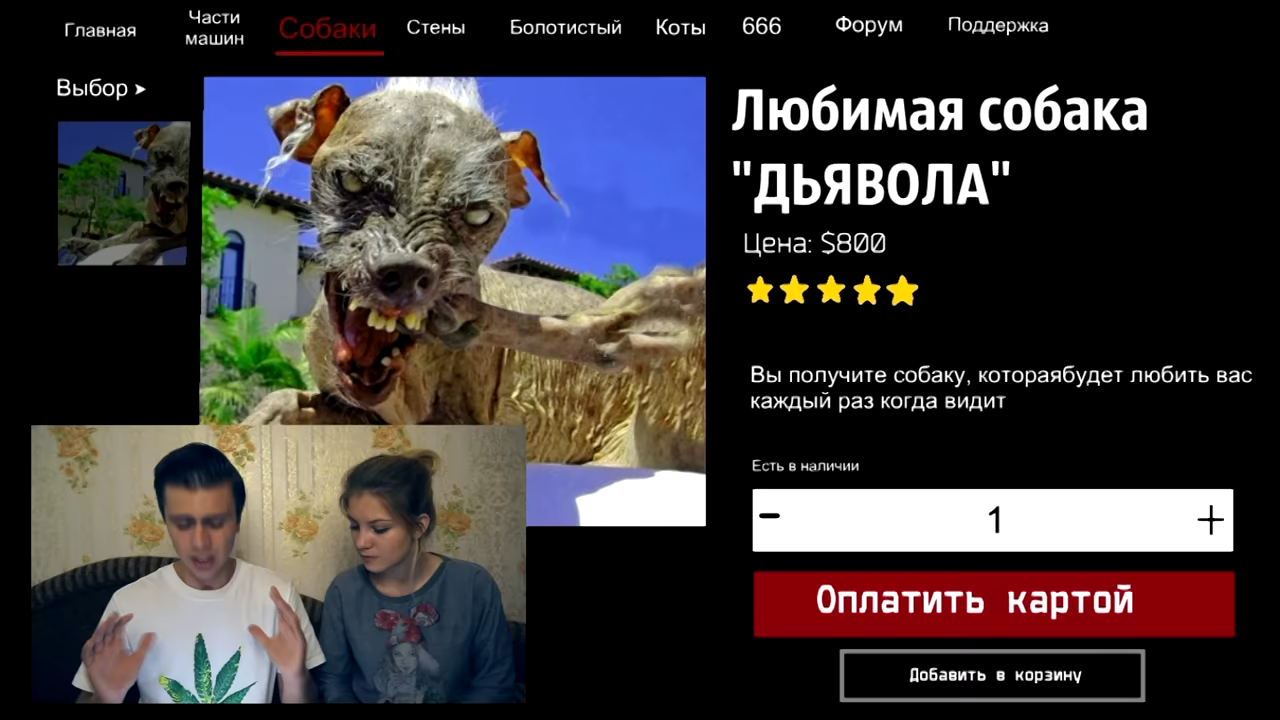 Главная
Части
машин
Собаки
Стены
Болотистый
Коты
666
Форум
Поддержка
Выбор ➤
Любимая собака
"ДЬЯВОЛА"
Цена: $800
Вы получите собаку, котораябудет любить вас
каждый раз когда видит
Есть в наличии
- 1 +
Оплатить картой
Добавить в корзину